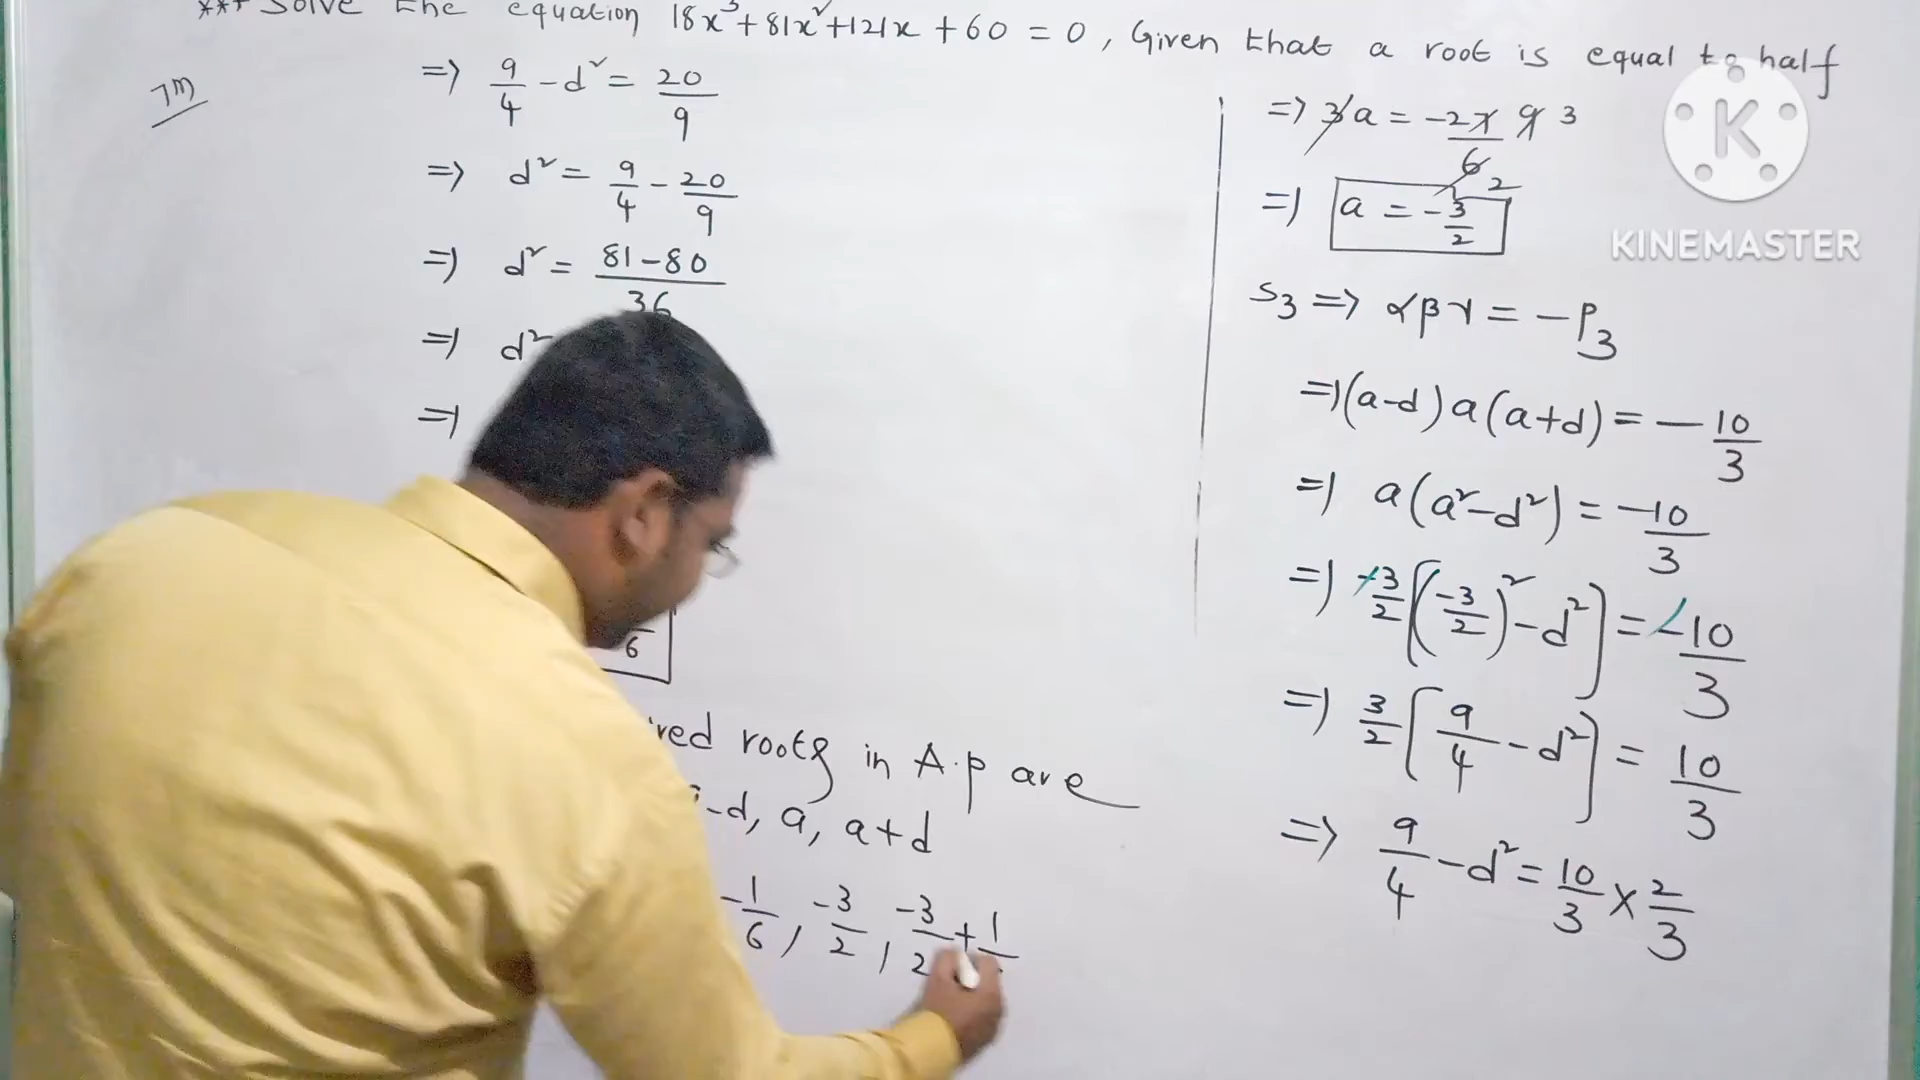 *** Solve the equation 18x³+81x²+121x+60=0, Given that a root is equal to half
7m
=> 9/4 - d² = 20/9
=> d² = 9/4 - 20/9
=> d² = 81-80/36
=> d²
=>
6
roots in A.p are
-d, a, a+d
-1/6, -3/2, -3/2+1
=> 3a = -27/6 9 3
2
=> a = -3/2
S₃ => αβγ = -P₃
=> (a-d)a(a+d) = -10/3
=> a(a²-d²) = -10/3
=> -3/2[(-3/2)²-d²] = -10/3
=> 3/2[9/4-d²] = 10/3
=> 9/4-d² = 10/3×2/3
K
KINEMASTER